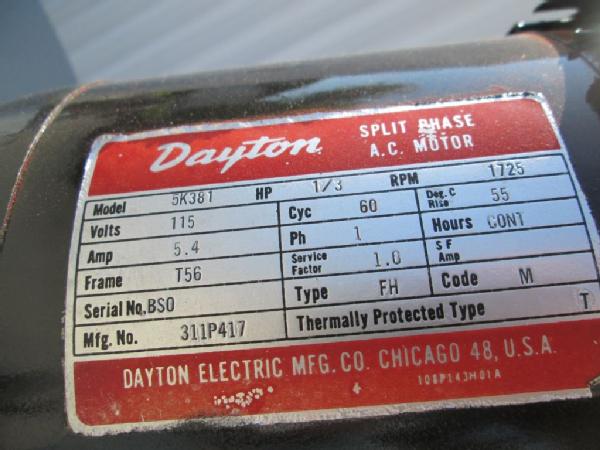 Dayton SPLIT PHASE A.C. MOTOR
Model 5K381 HP 1/3 RPM 1725
Volts 115 Cyc 60 Deg. C Rise 55
Amp 5.4 Ph 1 Hours CONT
Frame T56 Service Factor 1.0 S F Amp
Serial No. BSO Type FH Code M
Mfg. No. 311P417 Thermally Protected Type T
DAYTON ELECTRIC MFG. CO. CHICAGO 48, U.S.A.
108P143H01A